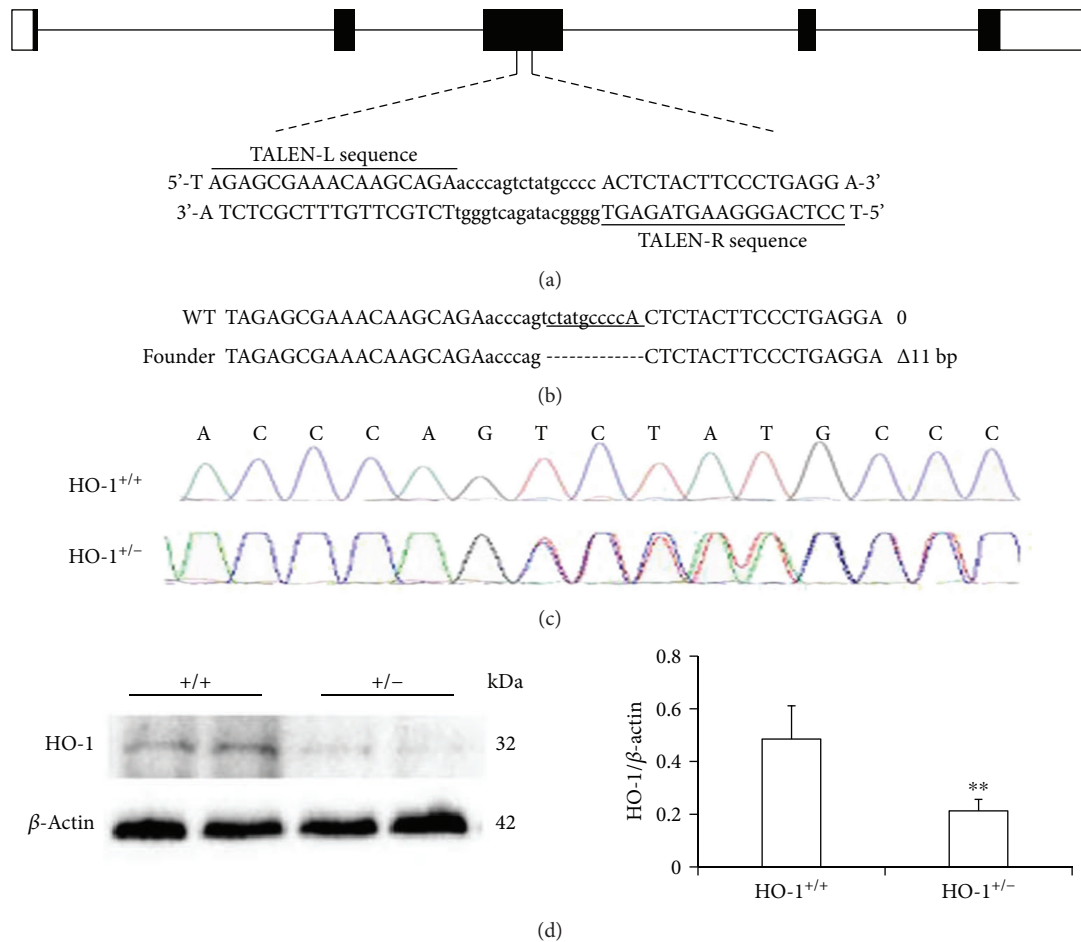 TALEN-L sequence
5'-T AGAGCGAAACAAGCAGAacccagtctatgcccc ACTCTACTTCCCTGAGG A-3'
3'-A TCTCGCTTTGTTCGTCTtgggtcagatacggggTGAGATGAAGGGACTCC T-5'
TALEN-R sequence
(a)
WT TAGAGCGAAACAAGCAGAacccagtctatgccccA CTCTACTTCCCTGAGGA 0
Founder TAGAGCGAAACAAGCAGAacccag -------------CTCTACTTCCCTGAGGA Δ11 bp
(b)
A C C C A G T C T A T G C C C
HO-1+/+
HO-1+/−
(c)
+/+ +/− kDa
HO-1 32
β-Actin 42
HO-1/β-actin
0.8
0.6
0.4
0.2
0
**
HO-1+/+ HO-1+/−
(d)